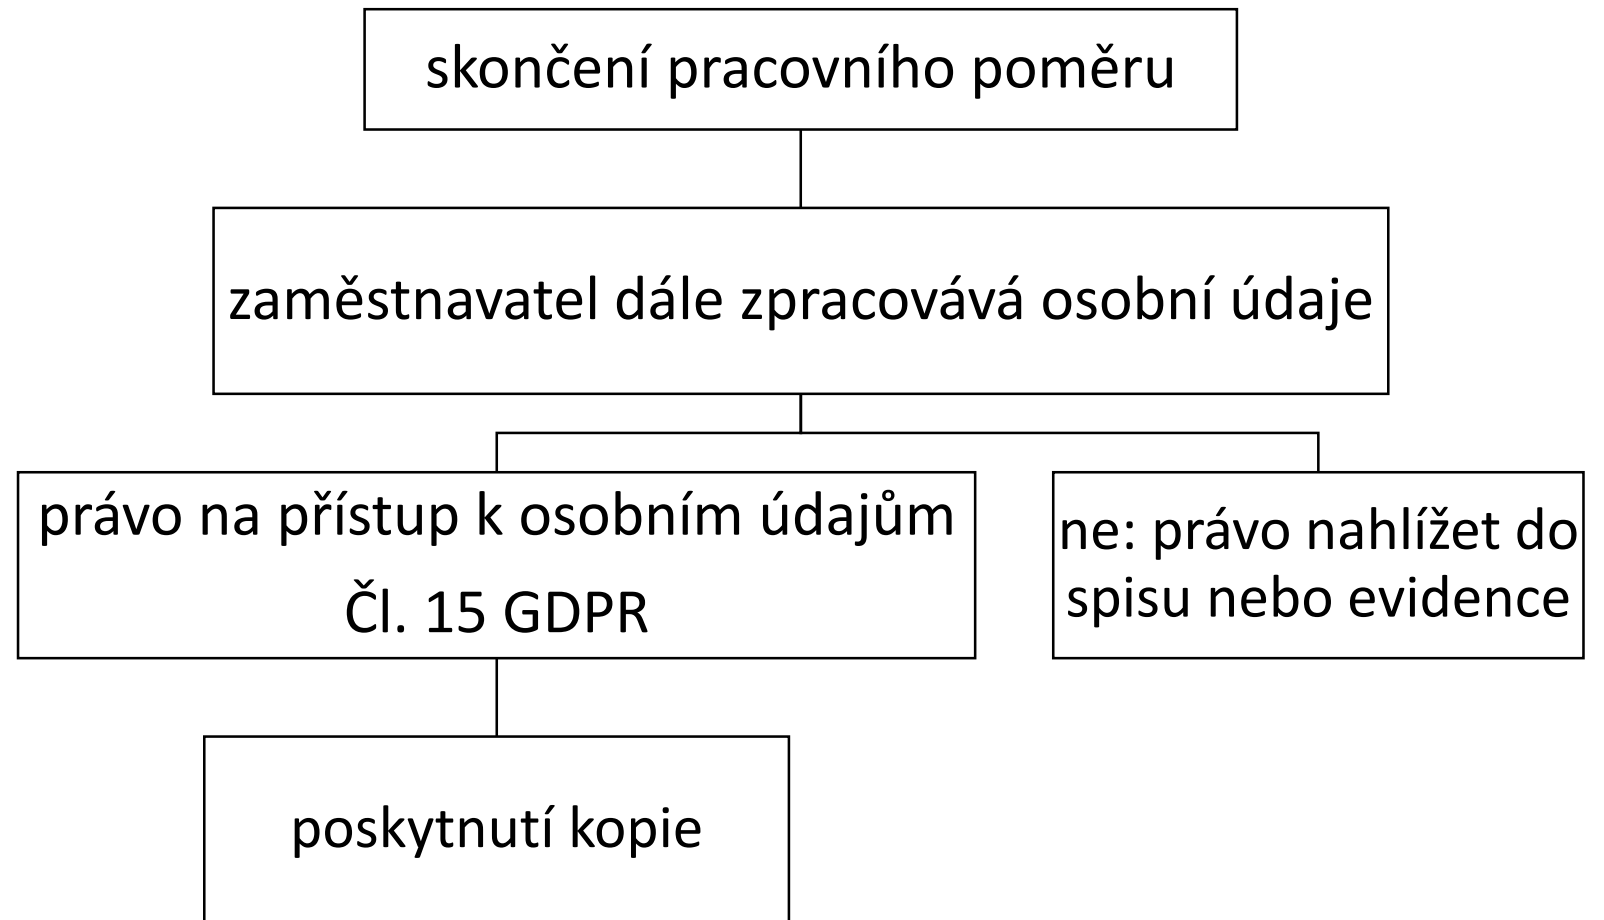 skončení pracovního poměru
zaměstnavatel dále zpracovává osobní údaje
právo na přístup k osobním údajům
Čl. 15 GDPR
ne: právo nahlížet do
spisu nebo evidence
poskytnutí kopie